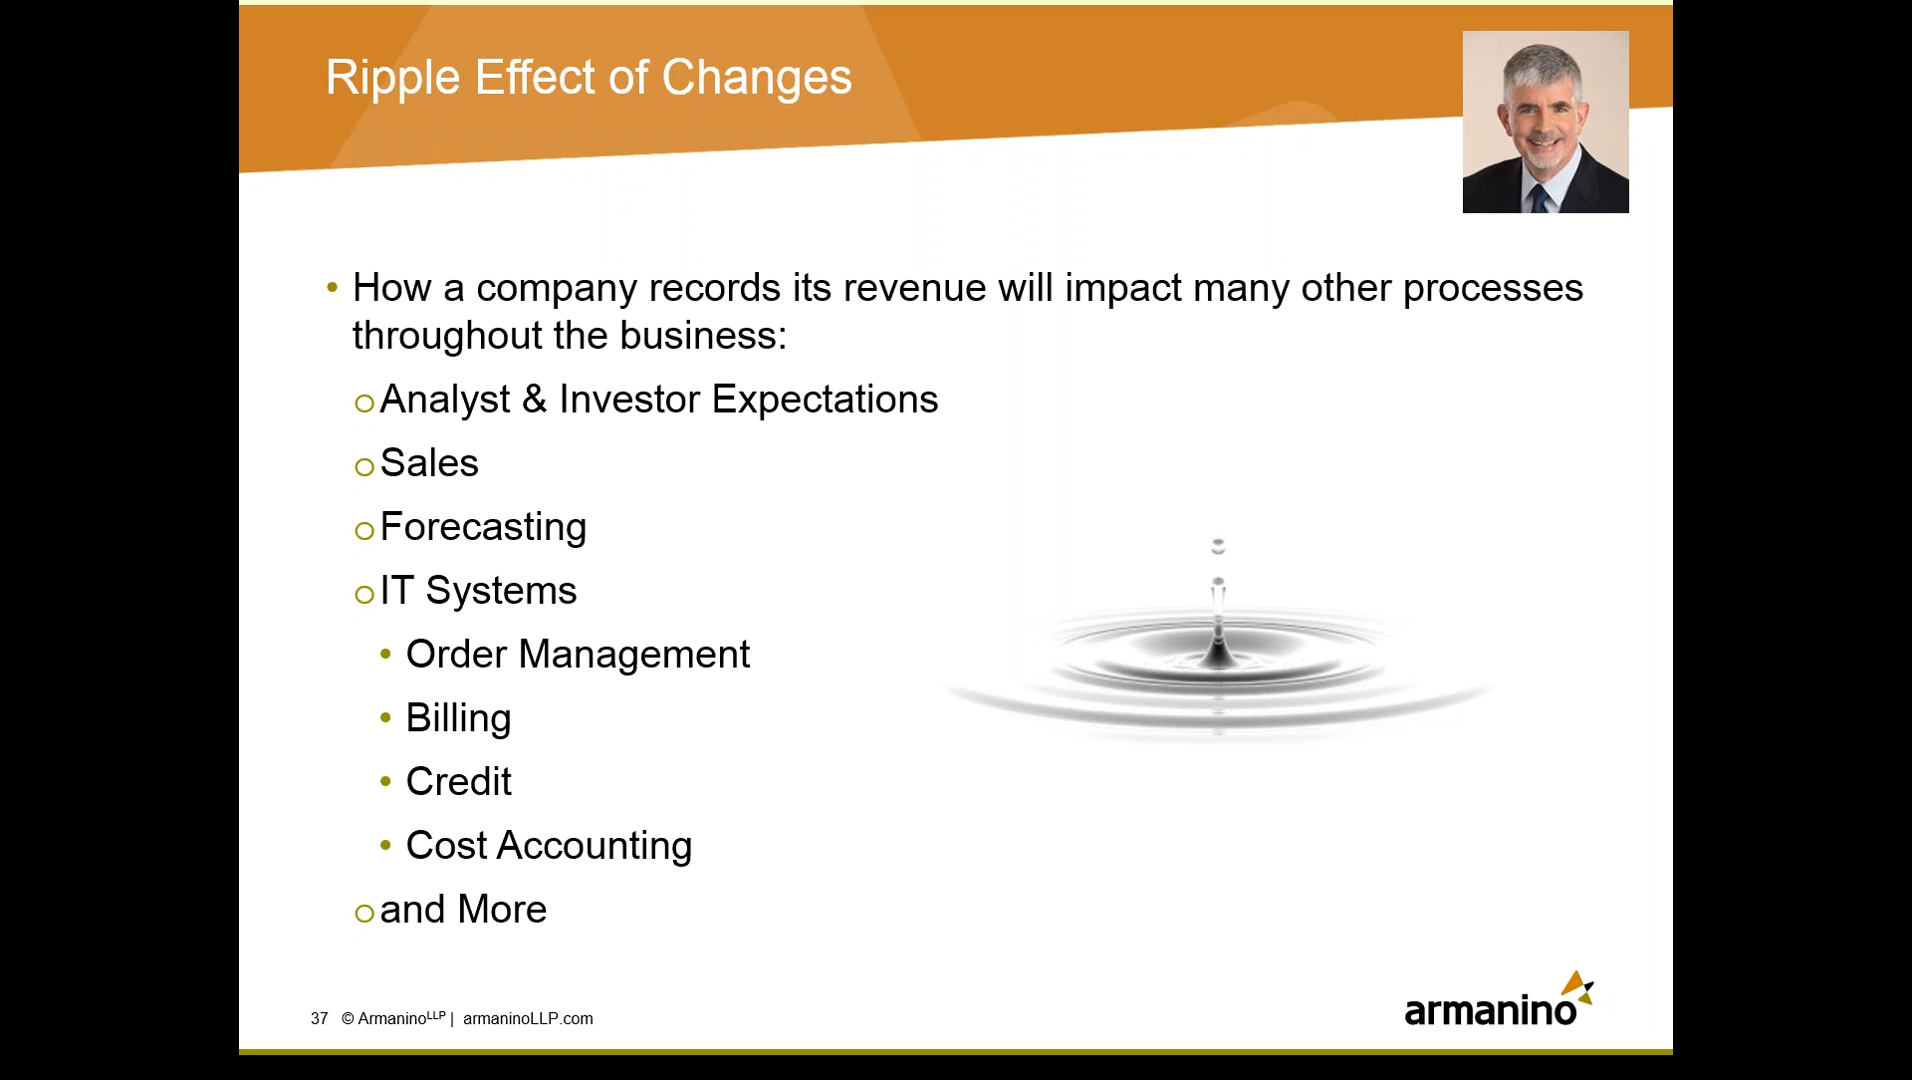 Ripple Effect of Changes
• How a company records its revenue will impact many other processes
throughout the business:
o Analyst & Investor Expectations
o Sales
o Forecasting
o IT Systems
• Order Management
• Billing
• Credit
• Cost Accounting
o and More
37 © ArmaninoLLP | armaninoLLP.com
armanino